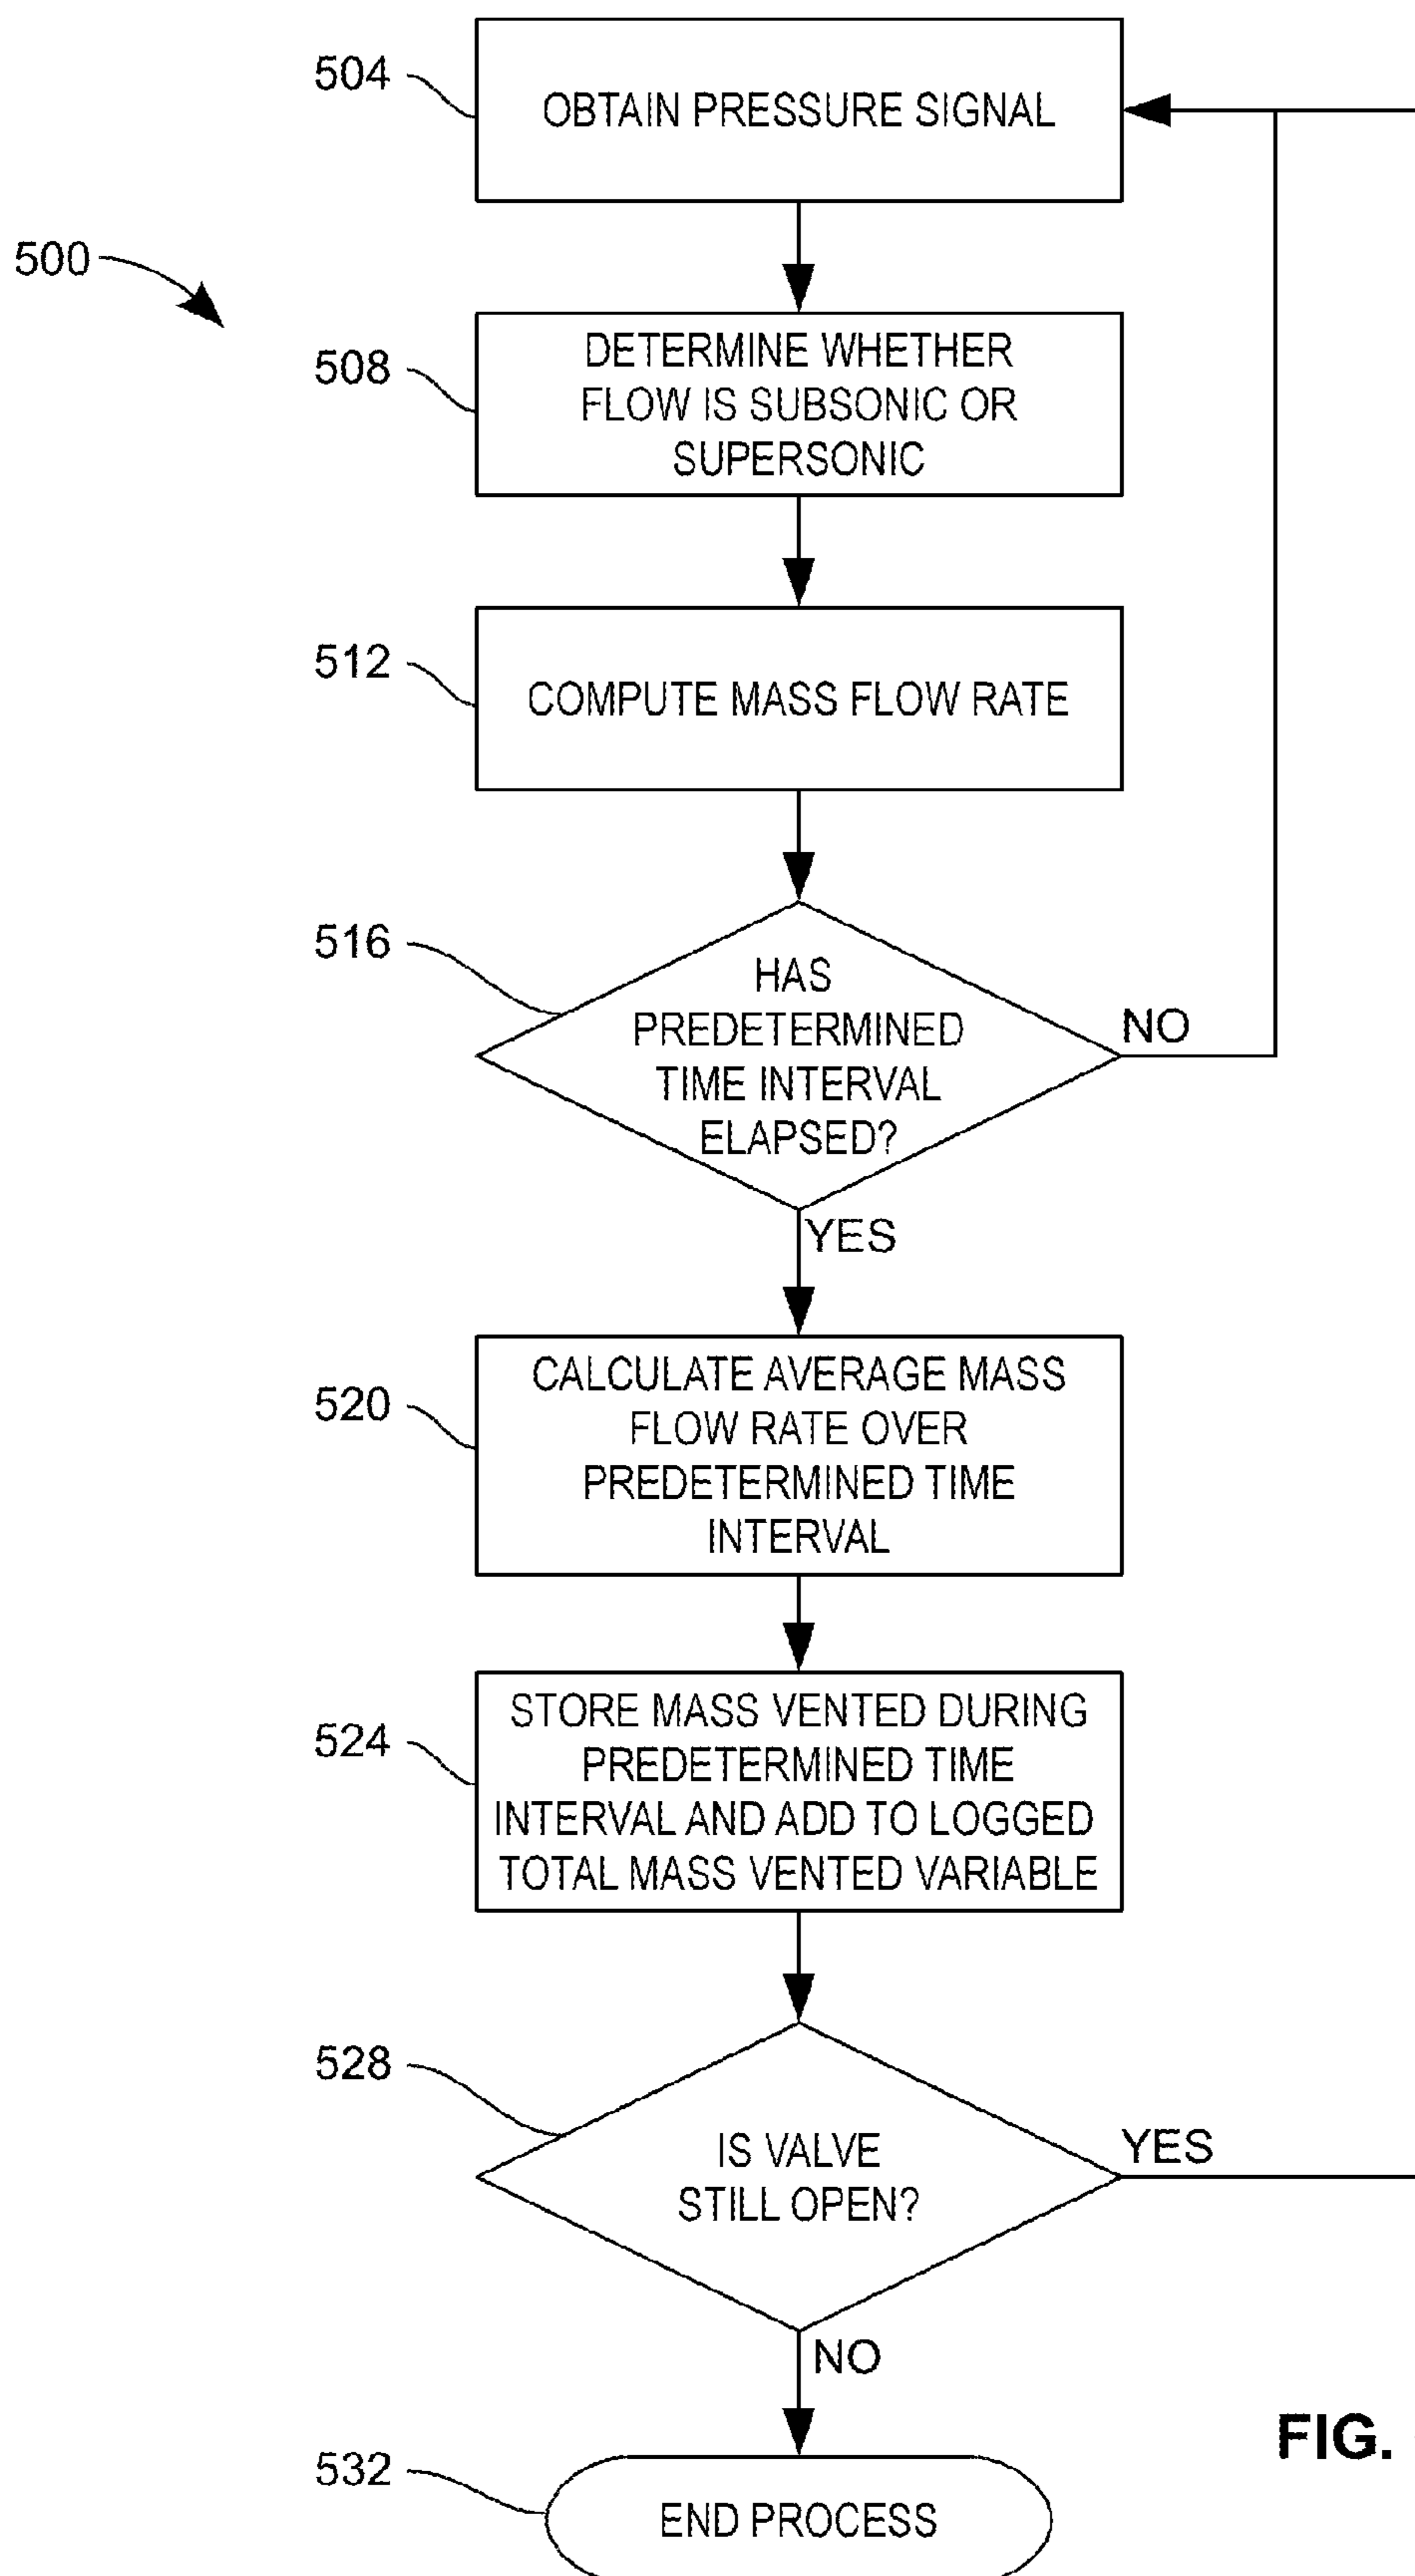 504
OBTAIN PRESSURE SIGNAL
500
508
DETERMINE WHETHER
FLOW IS SUBSONIC OR
SUPERSONIC
512
COMPUTE MASS FLOW RATE
516
HAS
PREDETERMINED
TIME INTERVAL
ELAPSED?
NO
YES
520
CALCULATE AVERAGE MASS
FLOW RATE OVER
PREDETERMINED TIME
INTERVAL
524
STORE MASS VENTED DURING
PREDETERMINED TIME
INTERVAL AND ADD TO LOGGED
TOTAL MASS VENTED VARIABLE
528
IS VALVE
STILL OPEN?
YES
NO
FIG.
532
END PROCESS